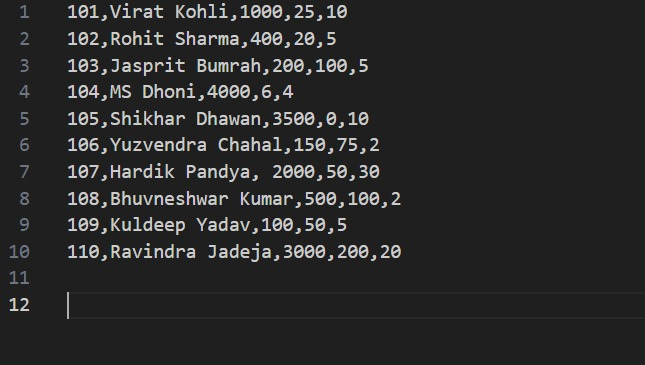 1 101,Virat Kohli,1000,25,10
2 102,Rohit Sharma,400,20,5
3 103,Jasprit Bumrah,200,100,5
4 104,MS Dhoni,4000,6,4
5 105,Shikhar Dhawan,3500,0,10
6 106,Yuzvendra Chahal,150,75,2
7 107,Hardik Pandya, 2000,50,30
8 108,Bhuvneshwar Kumar,500,100,2
9 109,Kuldeep Yadav,100,50,5
10 110,Ravindra Jadeja,3000,200,20
11
12